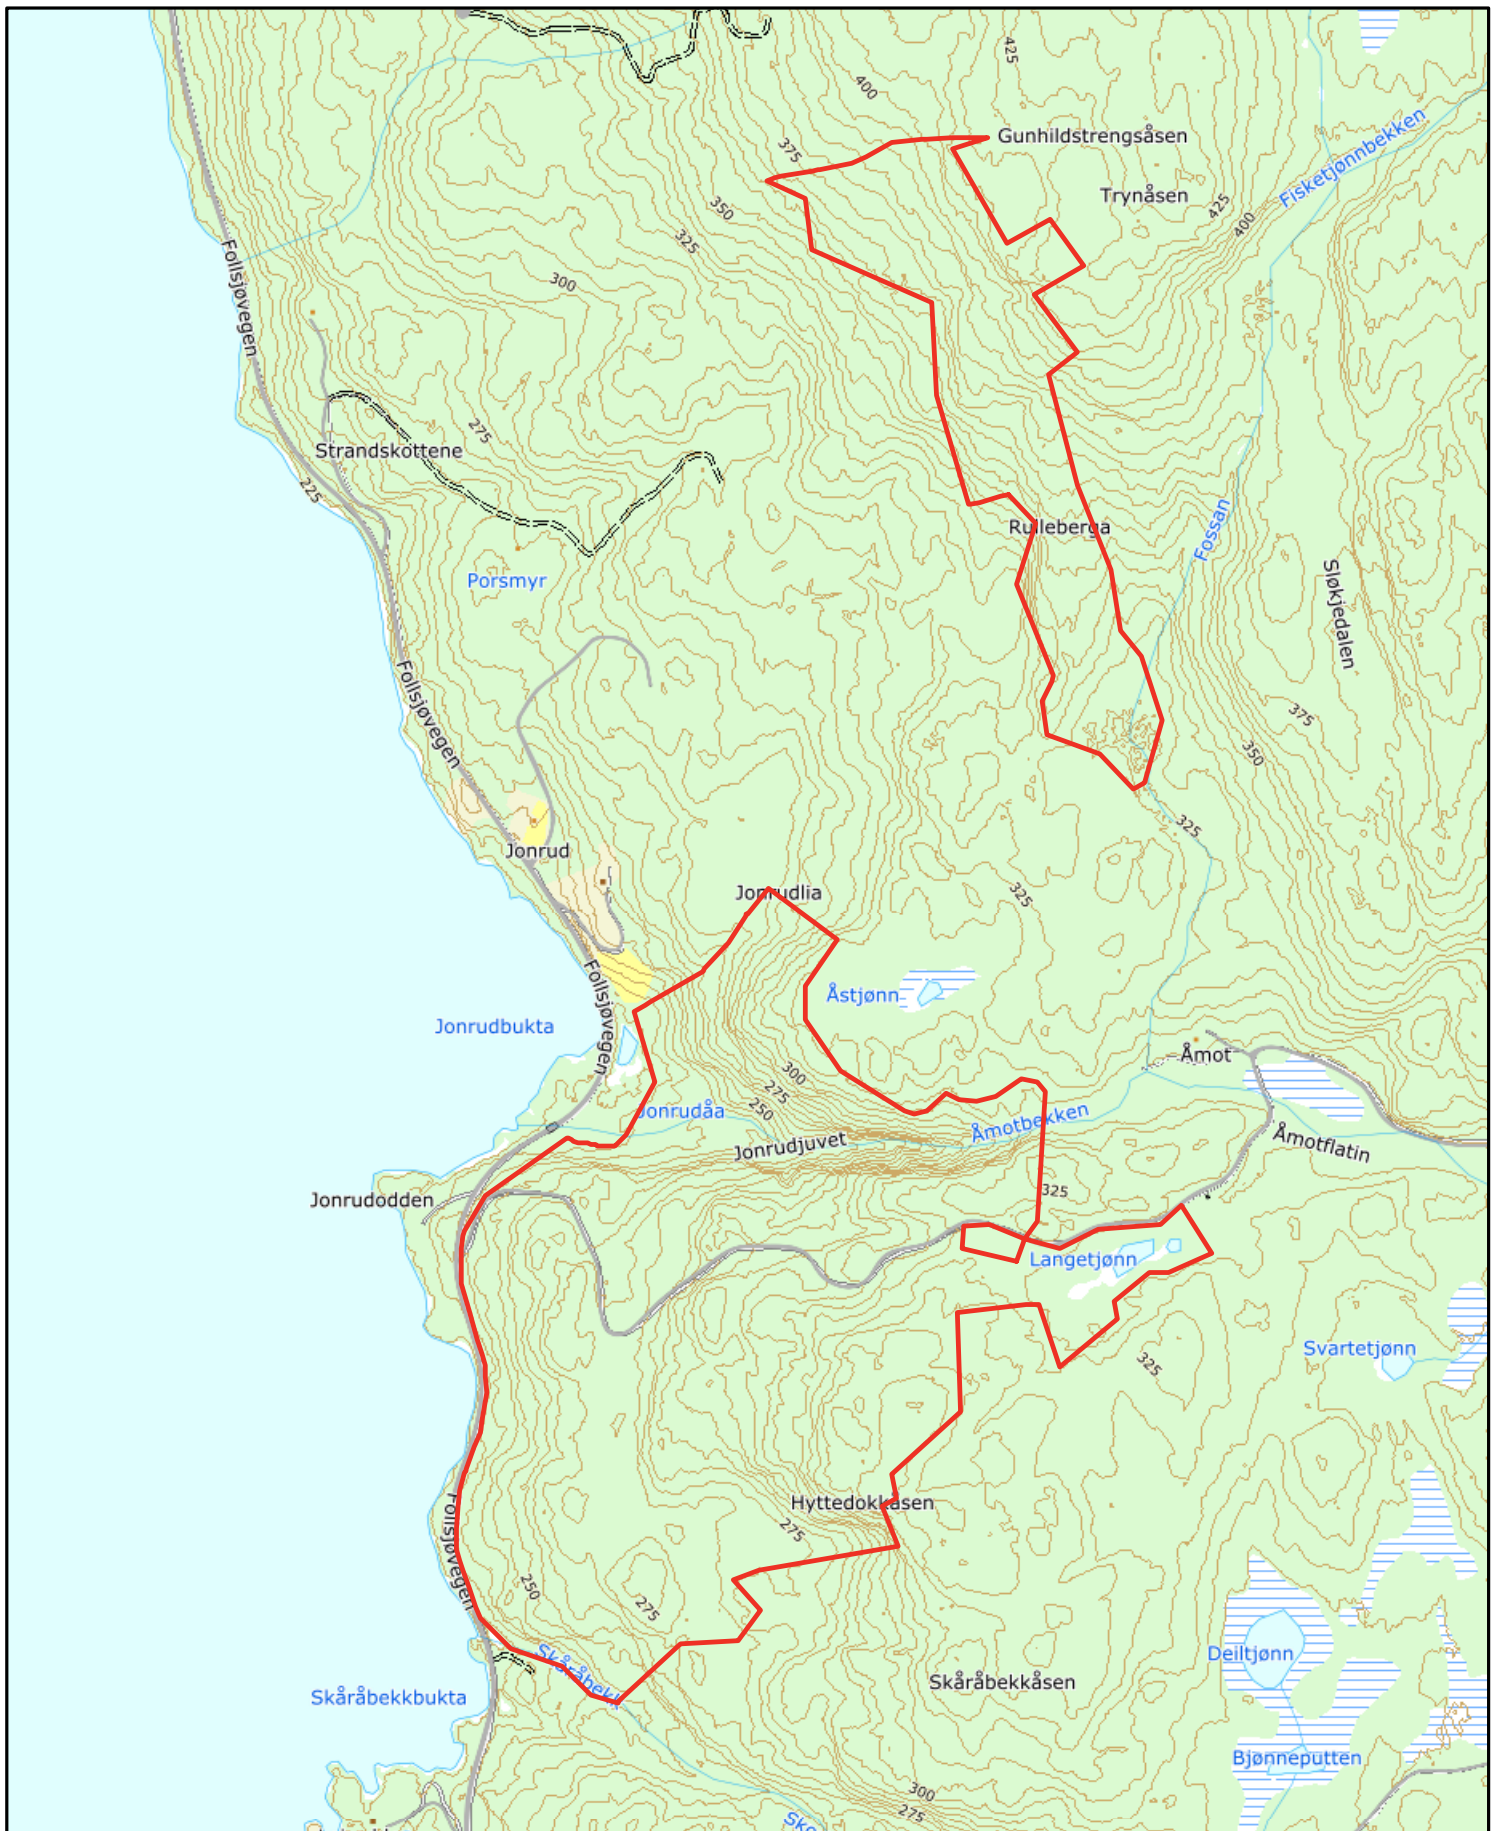 425
400
Gunhildstrengsåsen
375
Fisketjønnbekken
Trynåsen
350
425
400
325
Follsjøvegen
300
275
Strandskottene
225
Rulleberga
Fossan
Porsmyr
Sløkjedalen
Follsjøvegen
375
350
325
Jonrud
Jonrudlia
325
Follsjøvegen
Åstjønn
Jonrudbukta
Åmot
300
275
250
Jonrudåa
Åmotbekken
Jonrudjuvet
Åmotflatin
Jonrudodden
325
Langetjønn
Svartetjønn
325
Hyttedokkåsen
275
Follsjøvegen
250
275
Skåråbekk
Deiltjønn
Skåråbekkåsen
Skåråbekkbukta
Bjønneputten
300
275